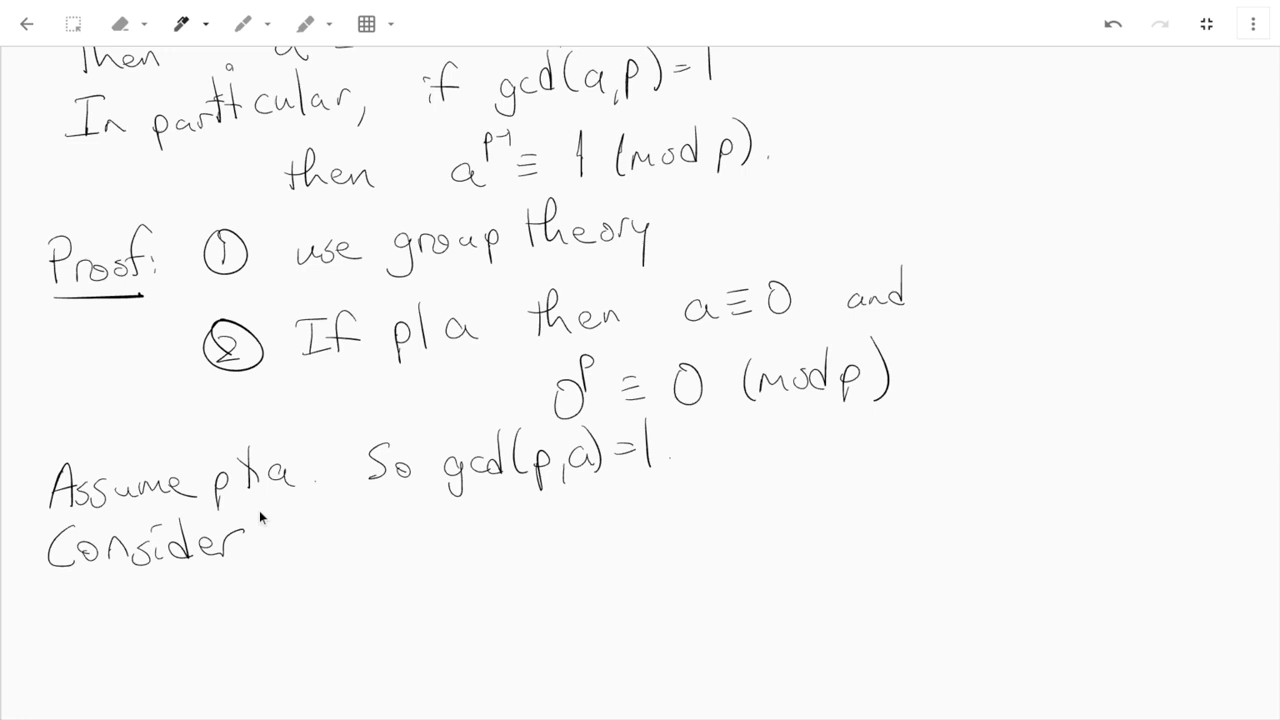 Then a
In particular, if gcd(a,p)=1
then a^{p-1} ≡ 1 (mod p).
Proof: ① use group theory
② If p|a then a≡0 and
0^p ≡ 0 (mod p)
Assume p∤a. So gcd(p,a)=1.
Consider